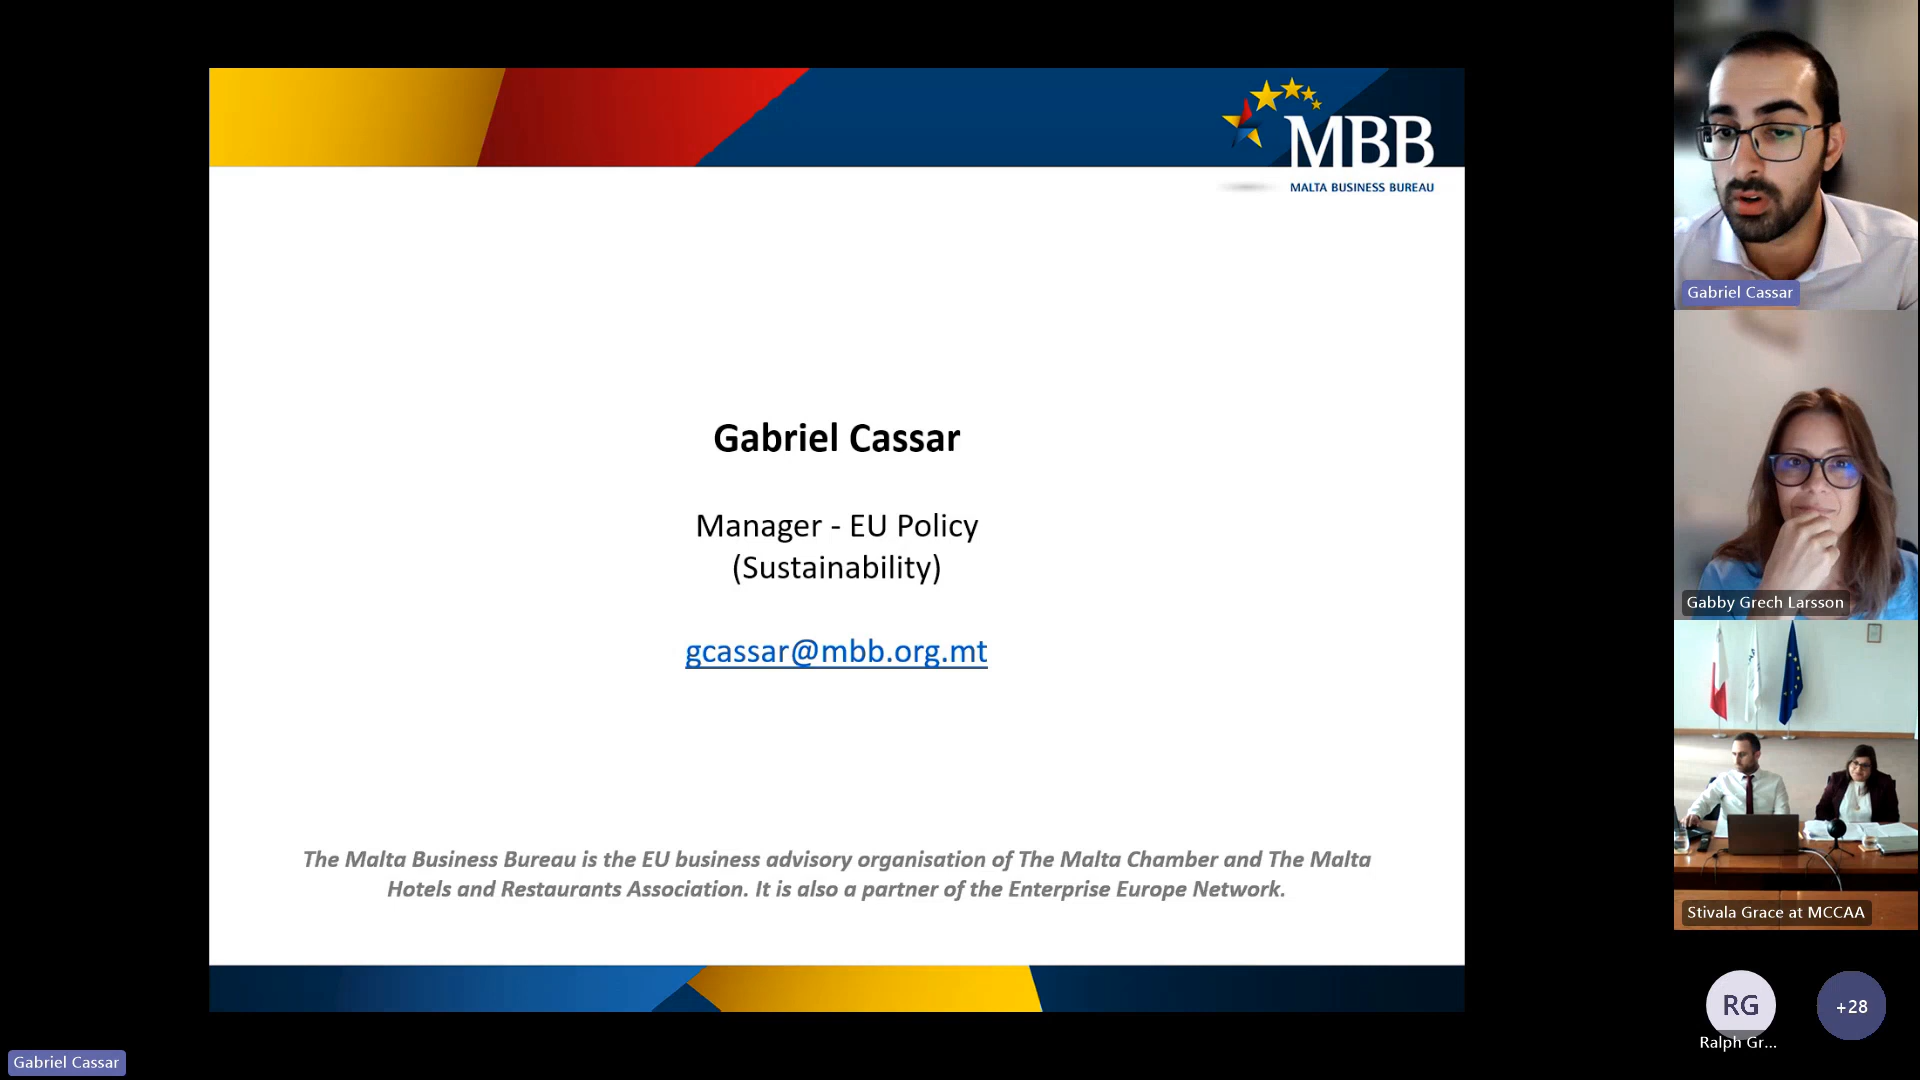 MBB
MALTA BUSINESS BUREAU
Gabriel Cassar
Manager - EU Policy
(Sustainability)
gcassar@mbb.org.mt
The Malta Business Bureau is the EU business advisory organisation of The Malta Chamber and The Malta
Hotels and Restaurants Association. It is also a partner of the Enterprise Europe Network.
Gabriel Cassar
Gabby Grech Larsson
Stivala Grace at MCCAA
RG
+28
Ralph Gr...
Gabriel Cassar